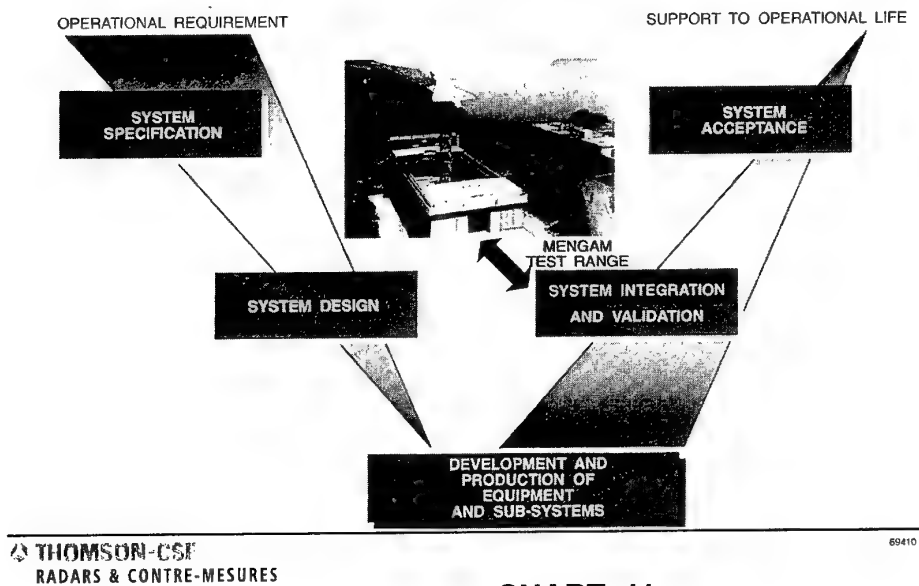 OPERATIONAL REQUIREMENT
SUPPORT TO OPERATIONAL LIFE
SYSTEM
SPECIFICATION
SYSTEM
ACCEPTANCE
MENGAM
TEST RANGE
SYSTEM DESIGN
SYSTEM INTEGRATION
AND VALIDATION
DEVELOPMENT AND
PRODUCTION OF
EQUIPMENT
AND SUB-SYSTEMS
THOMSON-CSF
RADARS & CONTRE-MESURES
69410